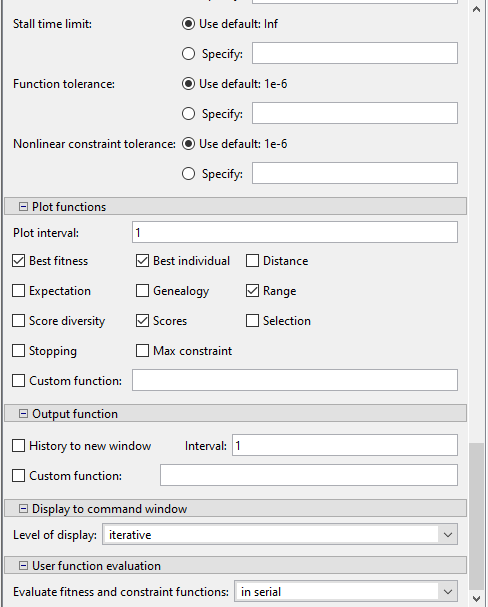 Stall time limit: Use default: Inf
Specify:
Function tolerance: Use default: 1e-6
Specify:
Nonlinear constraint tolerance: Use default: 1e-6
Specify:
Plot functions
Plot interval: 1
Best fitness Best individual Distance
Expectation Genealogy Range
Score diversity Scores Selection
Stopping Max constraint
Custom function:
Output function
History to new window Interval: 1
Custom function:
Display to command window
Level of display: iterative
User function evaluation
Evaluate fitness and constraint functions: in serial